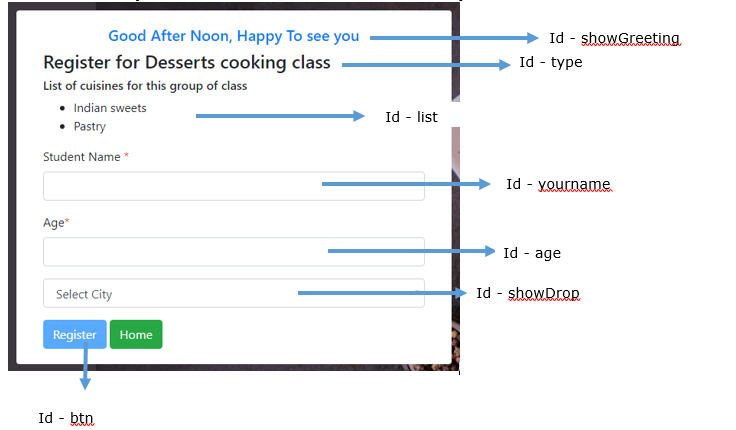 Good After Noon, Happy To see you
Id - showGreeting
Register for Desserts cooking class
Id - type
List of cuisines for this group of class
• Indian sweets
Id - list
• Pastry
Student Name *
Id - yourname
Age*
Id - age
Select City
Id - showDrop
Register
Home
Id - btn